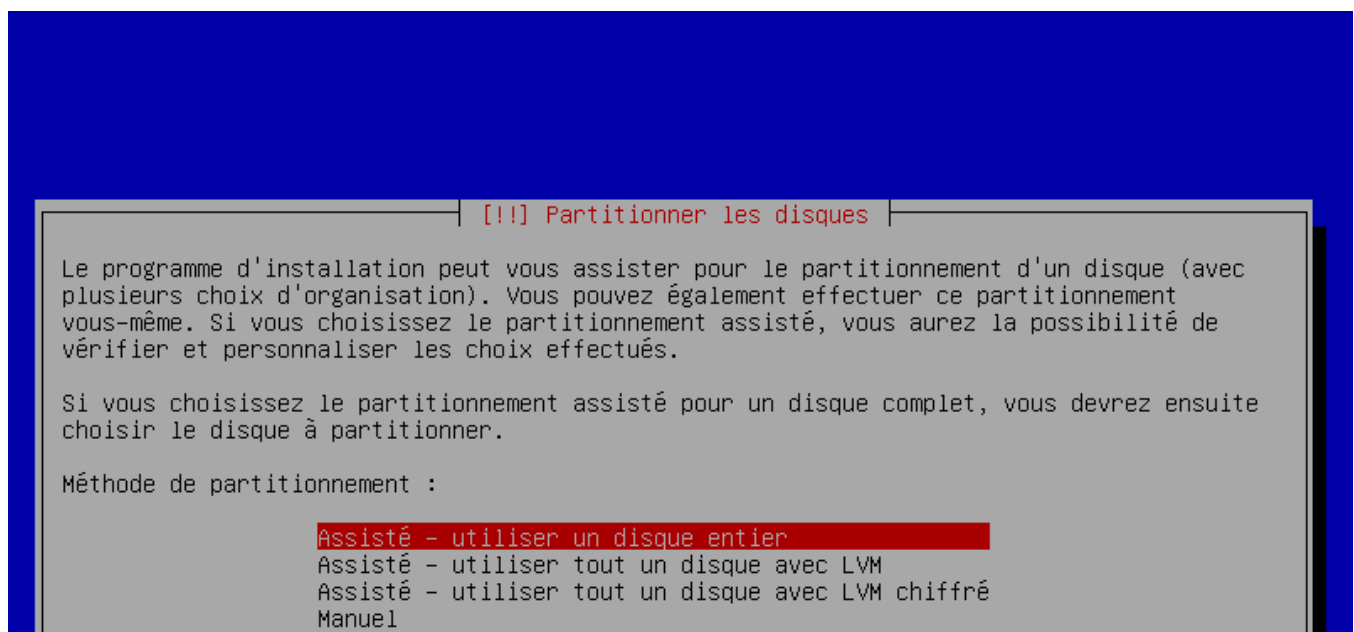 [!!] Partitionner les disques
Le programme d'installation peut vous assister pour le partitionnement d'un disque (avec
plusieurs choix d'organisation). Vous pouvez également effectuer ce partitionnement
vous-même. Si vous choisissez le partitionnement assisté, vous aurez la possibilité de
vérifier et personnaliser les choix effectués.
Si vous choisissez le partitionnement assisté pour un disque complet, vous devrez ensuite
choisir le disque à partitionner.
Méthode de partitionnement :
Assisté - utiliser un disque entier
Assisté - utiliser tout un disque avec LVM
Assisté - utiliser tout un disque avec LVM chiffré
Manuel